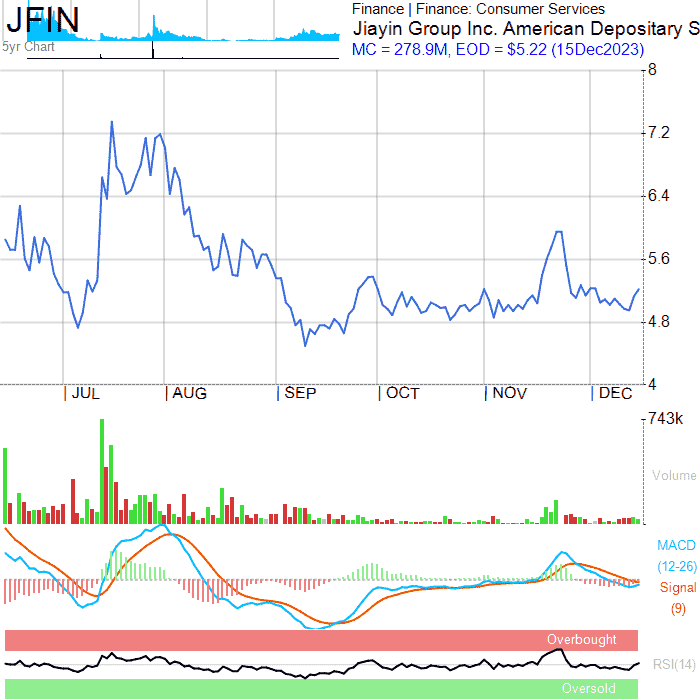 JFIN
5yr Chart
Finance | Finance: Consumer Services
Jiayin Group Inc. American Depositary S
MC = 278.9M, EOD = $5.22 (15Dec2023)
8
7.2
6.4
5.6
4.8
4
JUL AUG SEP OCT NOV DEC
743k
Volume
MACD
(12-26)
Signal
(9)
Overbought
RSI(14)
Oversold